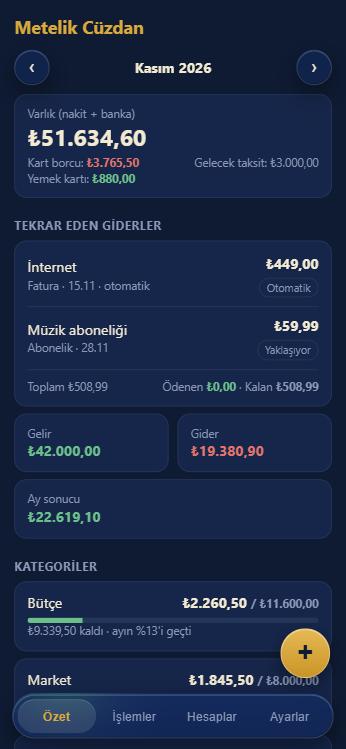 Metelik Cüzdan
‹ Kasım 2026 ›
Varlık (nakit + banka)
₺51.634,60
Kart borcu: ₺3.765,50 Gelecek taksit: ₺3.000,00
Yemek kartı: ₺880,00
TEKRAR EDEN GİDERLER
İnternet ₺449,00
Fatura · 15.11 · otomatik Otomatik
Müzik aboneliği ₺59,99
Abonelik · 28.11 Yaklaşıyor
Toplam ₺508,99 Ödenen ₺0,00 · Kalan ₺508,99
Gelir Gider
₺42.000,00 ₺19.380,90
Ay sonucu
₺22.619,10
KATEGORİLER
Bütçe ₺2.260,50 / ₺11.600,00
₺9.339,50 kaldı · ayın %13'i geçti
+
Market ₺1.845,50 / ₺8.000,00
Özet İşlemler Hesaplar Ayarlar